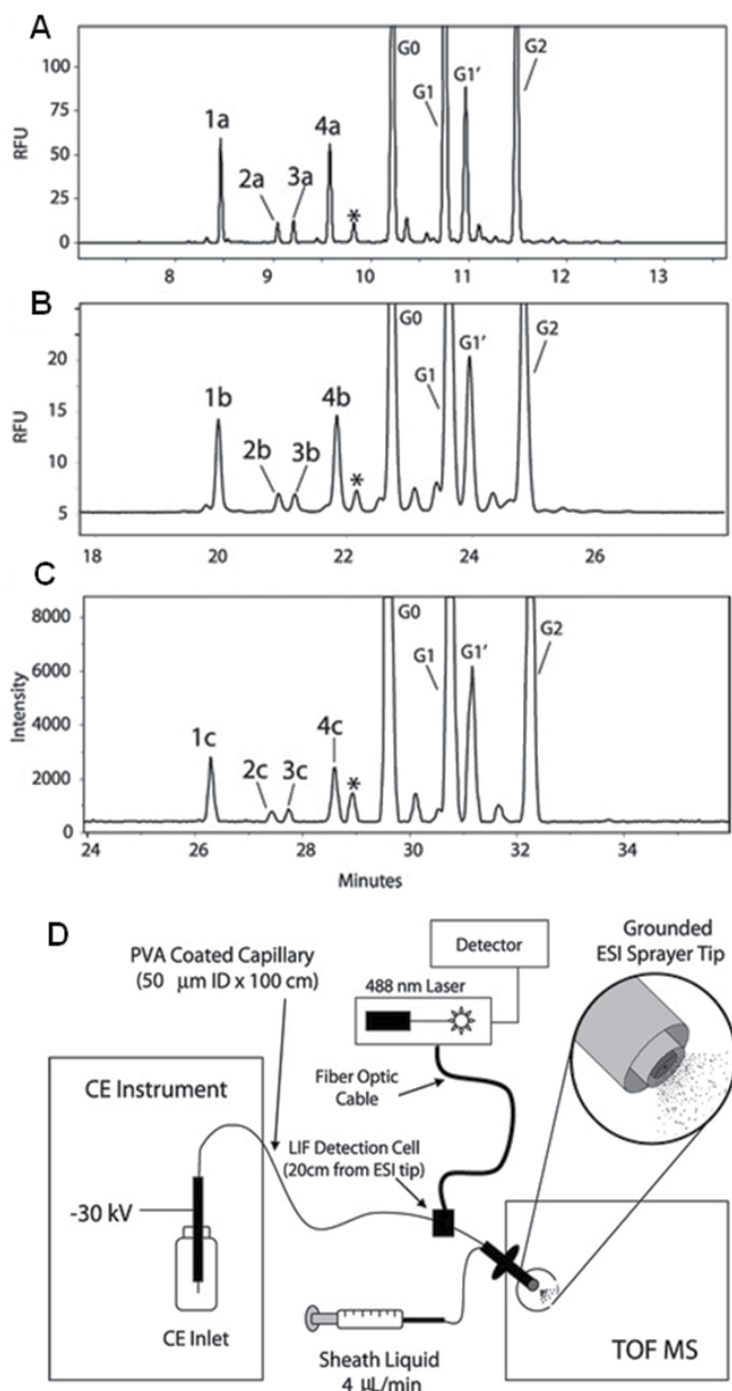 A
100
75
50
25
0
RFU
1a
2a
3a
4a
*
G0
G1
G1’
G2
8 9 10 11 12 13
B
20
15
10
5
RFU
1b
2b
3b
4b
*
G0
G1
G1’
G2
18 20 22 24 26
C
8000
6000
4000
2000
0
Intensity
1c
2c
3c
4c
*
G0
G1
G1’
G2
24 26 28 30 32 34
Minutes
D
PVA Coated Capillary
(50 μm ID x 100 cm)
Detector
488 nm Laser
Grounded
ESI Sprayer Tip
CE Instrument
Fiber Optic
Cable
LIF Detection Cell
(20cm from ESI tip)
-30 kV
CE Inlet
Sheath Liquid
4 μL/min
TOF MS